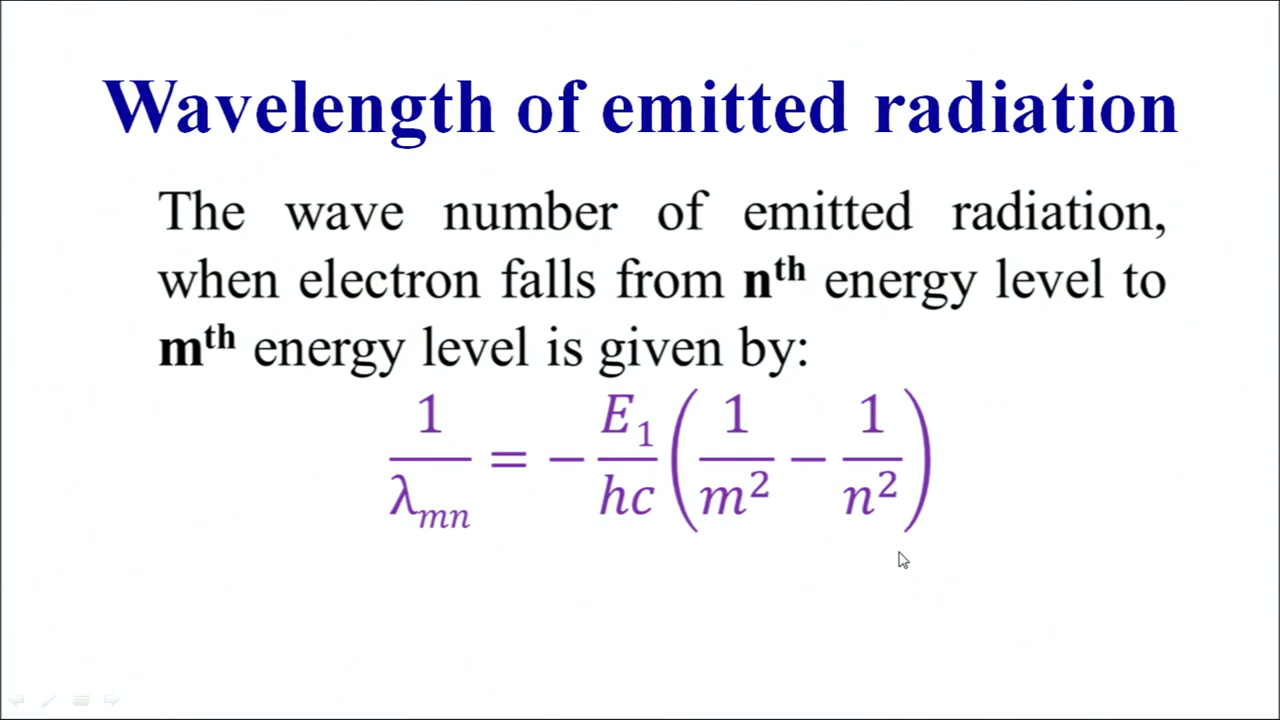 Wavelength of emitted radiation
The wave number of emitted radiation,
when electron falls from nᵗʰ energy level to
mᵗʰ energy level is given by:
1/λₘₙ = −E₁/hc (1/m² − 1/n²)